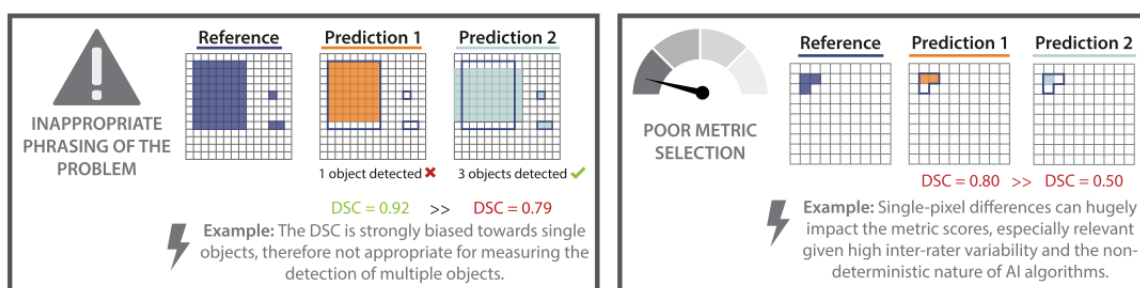 INAPPROPRIATE
PHRASING OF THE
PROBLEM
Reference
Prediction 1
Prediction 2
1 object detected ✖
3 objects detected ✔
DSC = 0.92 >> DSC = 0.79
Example: The DSC is strongly biased towards single
objects, therefore not appropriate for measuring the
detection of multiple objects.
POOR METRIC
SELECTION
Reference
Prediction 1
Prediction 2
DSC = 0.80 >> DSC = 0.50
Example: Single-pixel differences can hugely
impact the metric scores, especially relevant
given high inter-rater variability and the non-
deterministic nature of AI algorithms.